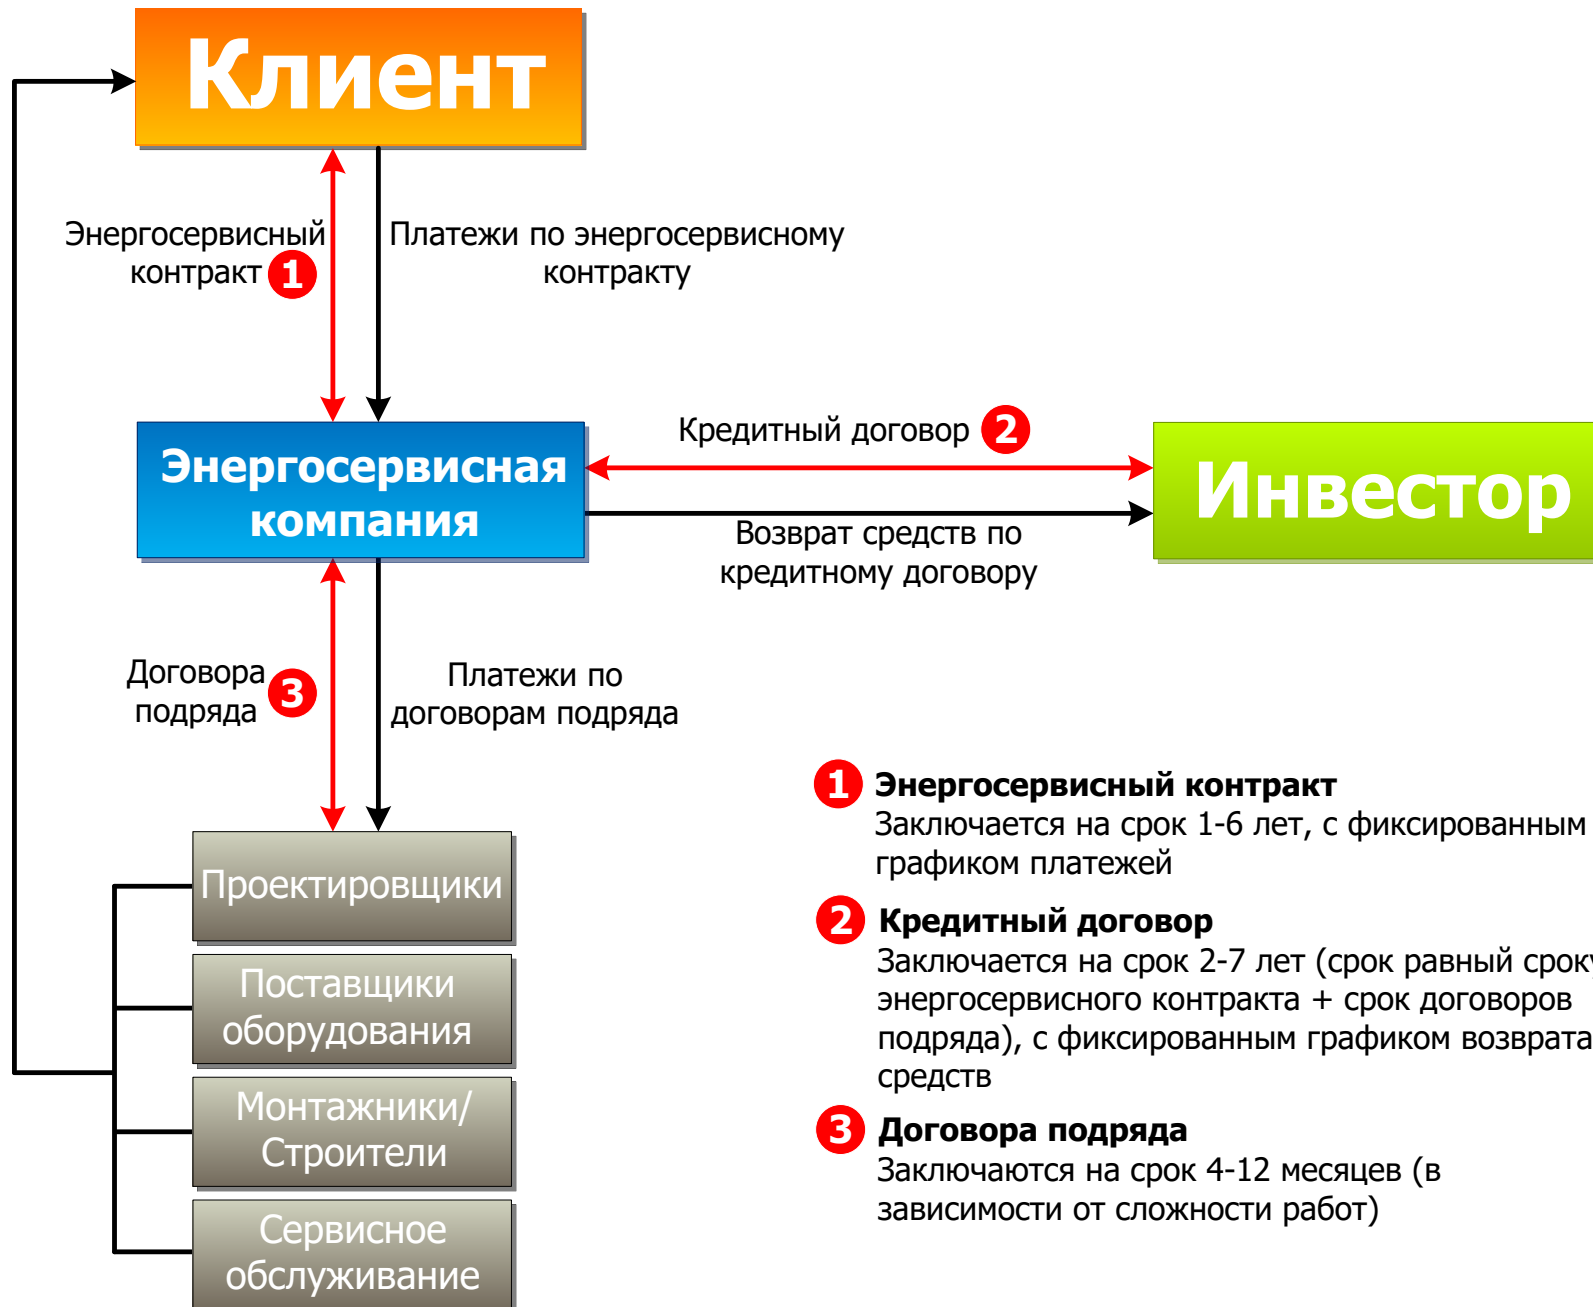 Клиент
Энергосервисный
контракт 1
Платежи по энергосервисному
контракту
Энергосервисная
компания
Кредитный договор 2
Возврат средств по
кредитному договору
Инвестор
Договора
подряда 3
Платежи по
договорам подряда
Проектировщики
Поставщики
оборудования
Монтажники/
Строители
Сервисное
обслуживание
1 Энергосервисный контракт
Заключается на срок 1-6 лет, с фиксированным
графиком платежей
2 Кредитный договор
Заключается на срок 2-7 лет (срок равный сроку
энергосервисного контракта + срок договоров
подряда), с фиксированным графиком возврата
средств
3 Договора подряда
Заключаются на срок 4-12 месяцев (в
зависимости от сложности работ)